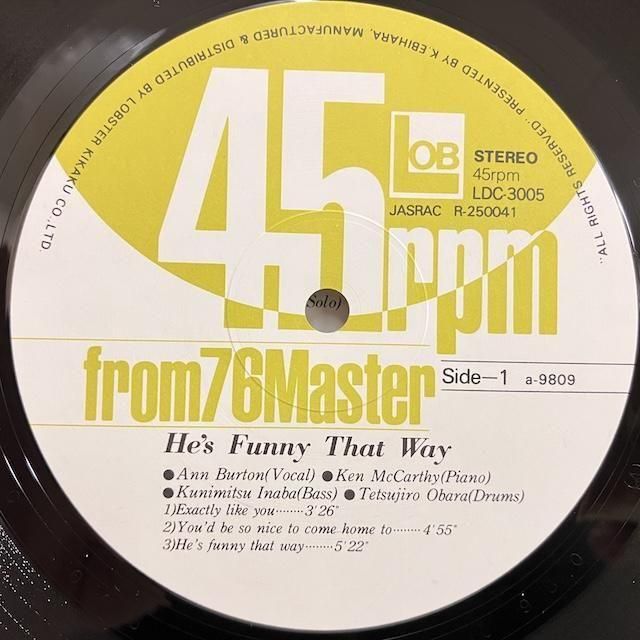 LOBSTER KIKAKU CO., LTD. "PRESENTED BY K. EBIHARA, MANUFACTURED & DISTRIBUTED BY "ALL RIGHTS RESERVED"
45rpm
LOB
STEREO
45rpm
LDC-3005
JASRAC R-250041
Solo)
from76Master
Side-1 a-9809
He's Funny That Way
●Ann Burton(Vocal) ●Ken McCarthy(Piano)
●Kunimitsu Inaba(Bass) ●Tetsujiro Obara(Drums)
1)Exactly like you········3'26"
2)You'd be so nice to come home to········4'55"
3)He's funny that way········5'22"